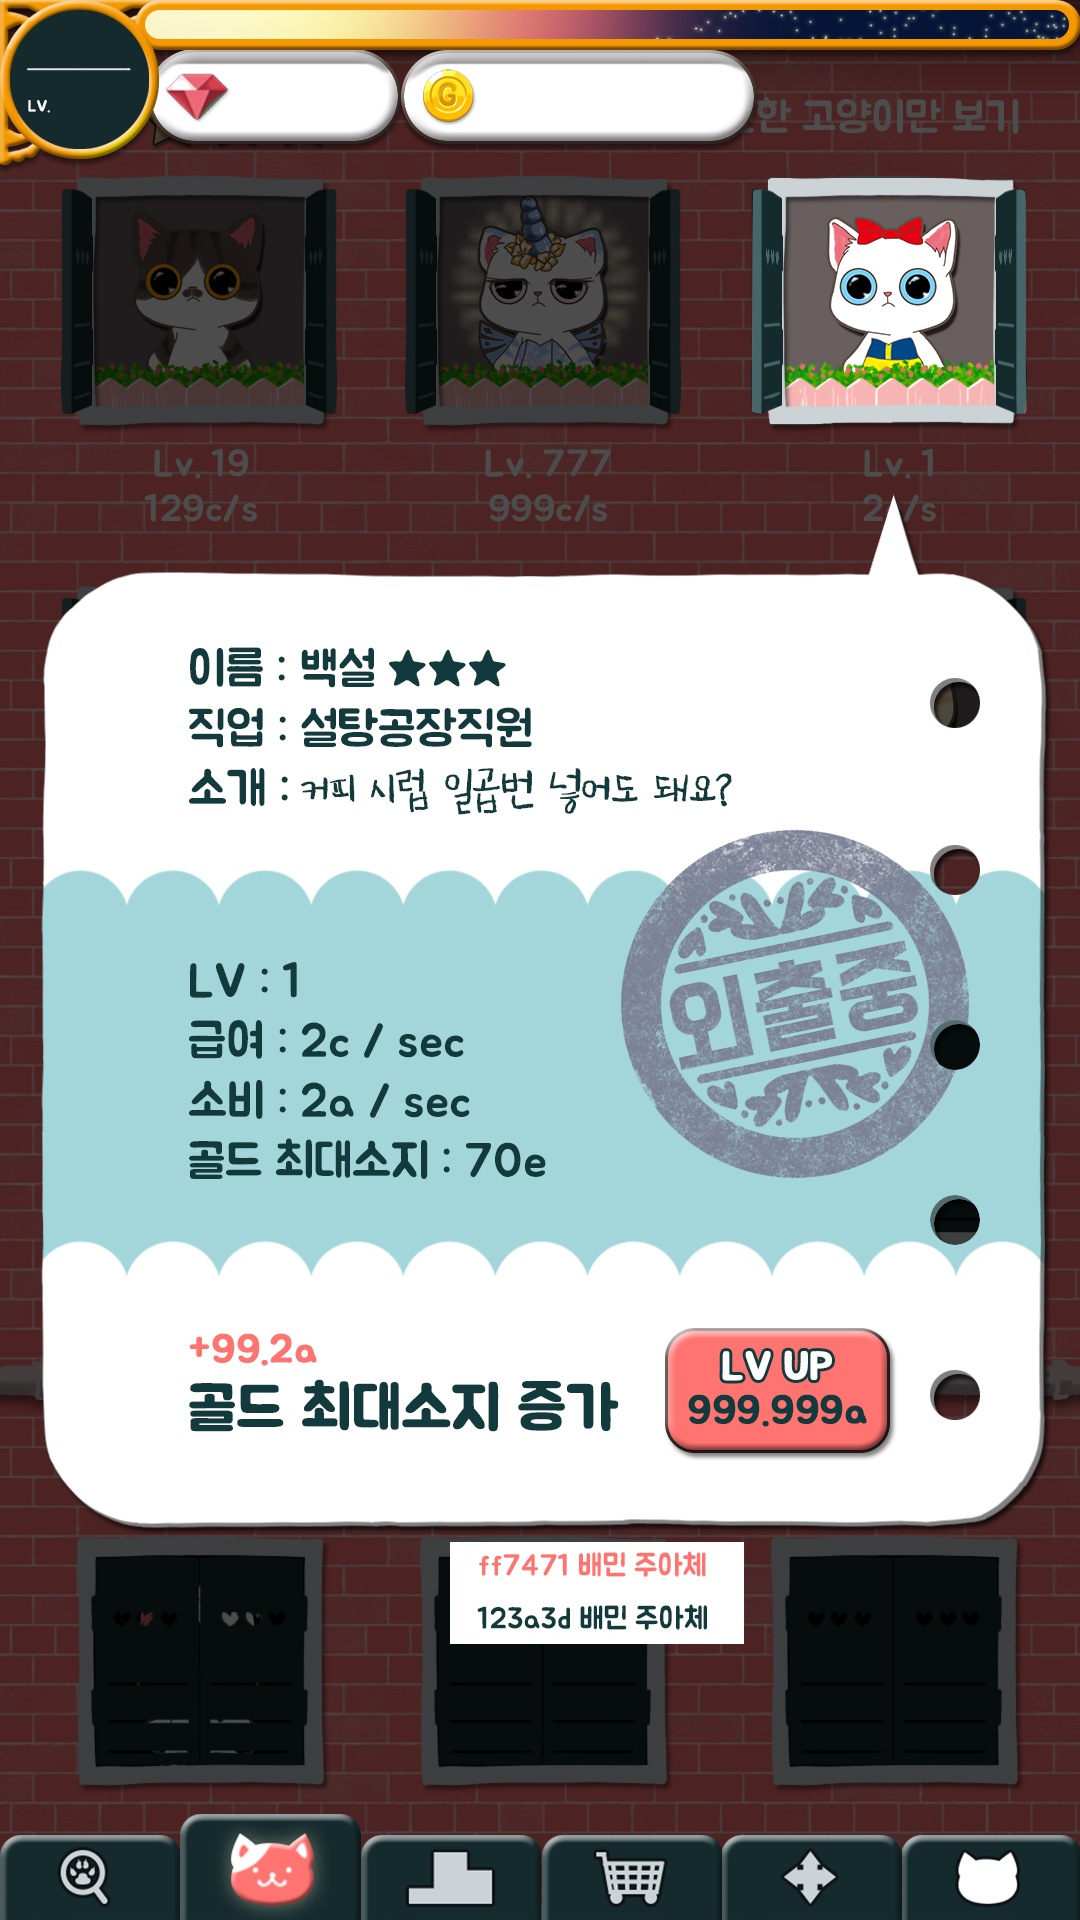 LV.
한 고양이만 보기
Lv. 19
129c/s
Lv. 777
999c/s
Lv. 1
2 /s
이름 : 백설 ★★★
직업 : 설탕공장직원
소개 : 커피 시럽 일곱번 넣어도 돼요?
외출중
LV : 1
급여 : 2c / sec
소비 : 2a / sec
골드 최대소지 : 70e
+99.2a
골드 최대소지 증가
LV UP
999.999a
ff7471 배민 주아체
123a3d 배민 주아체